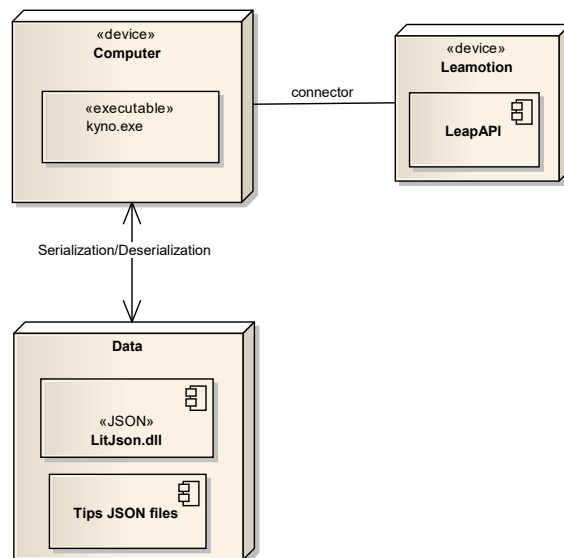 «device»
Computer
«executable»
kyno.exe
connector
«device»
Leamotion
LeapAPI
Serialization/Deserialization
Data
«JSON»
LitJson.dll
Tips JSON files